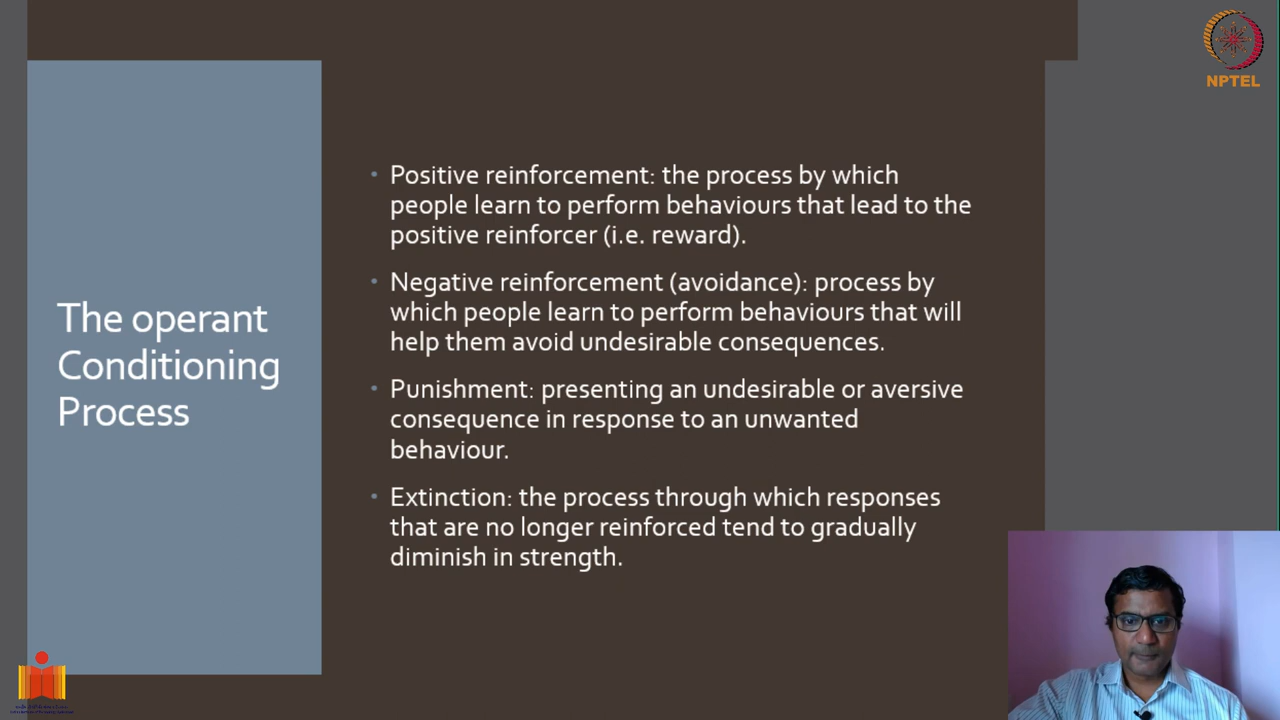 NPTEL
The operant
Conditioning
Process
• Positive reinforcement: the process by which
people learn to perform behaviours that lead to the
positive reinforcer (i.e. reward).
• Negative reinforcement (avoidance): process by
which people learn to perform behaviours that will
help them avoid undesirable consequences.
• Punishment: presenting an undesirable or aversive
consequence in response to an unwanted
behaviour.
• Extinction: the process through which responses
that are no longer reinforced tend to gradually
diminish in strength.